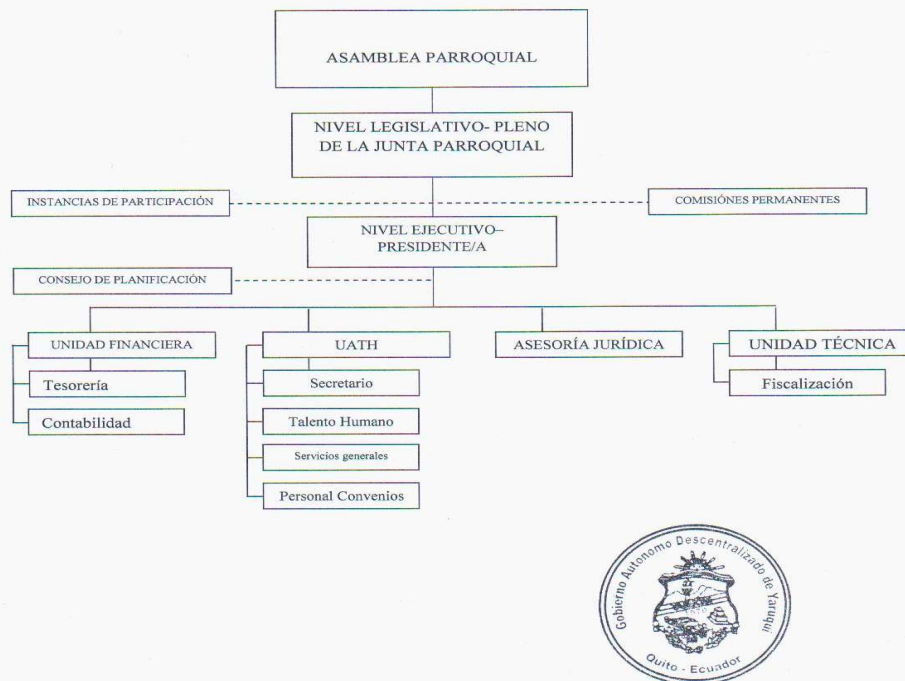 ASAMBLEA PARROQUIAL
NIVEL LEGISLATIVO- PLENO
DE LA JUNTA PARROQUIAL
INSTANCIAS DE PARTICIPACIÓN
COMISIÓNES PERMANENTES
NIVEL EJECUTIVO–
PRESIDENTE/A
CONSEJO DE PLANIFICACIÓN
UNIDAD FINANCIERA
UATH
ASESORÍA JURÍDICA
UNIDAD TÉCNICA
Tesorería
Secretario
Fiscalización
Contabilidad
Talento Humano
Servicios generales
Personal Convenios
Gobierno Autonomo Descentralizado de Yaruqui
Quito - Ecuador